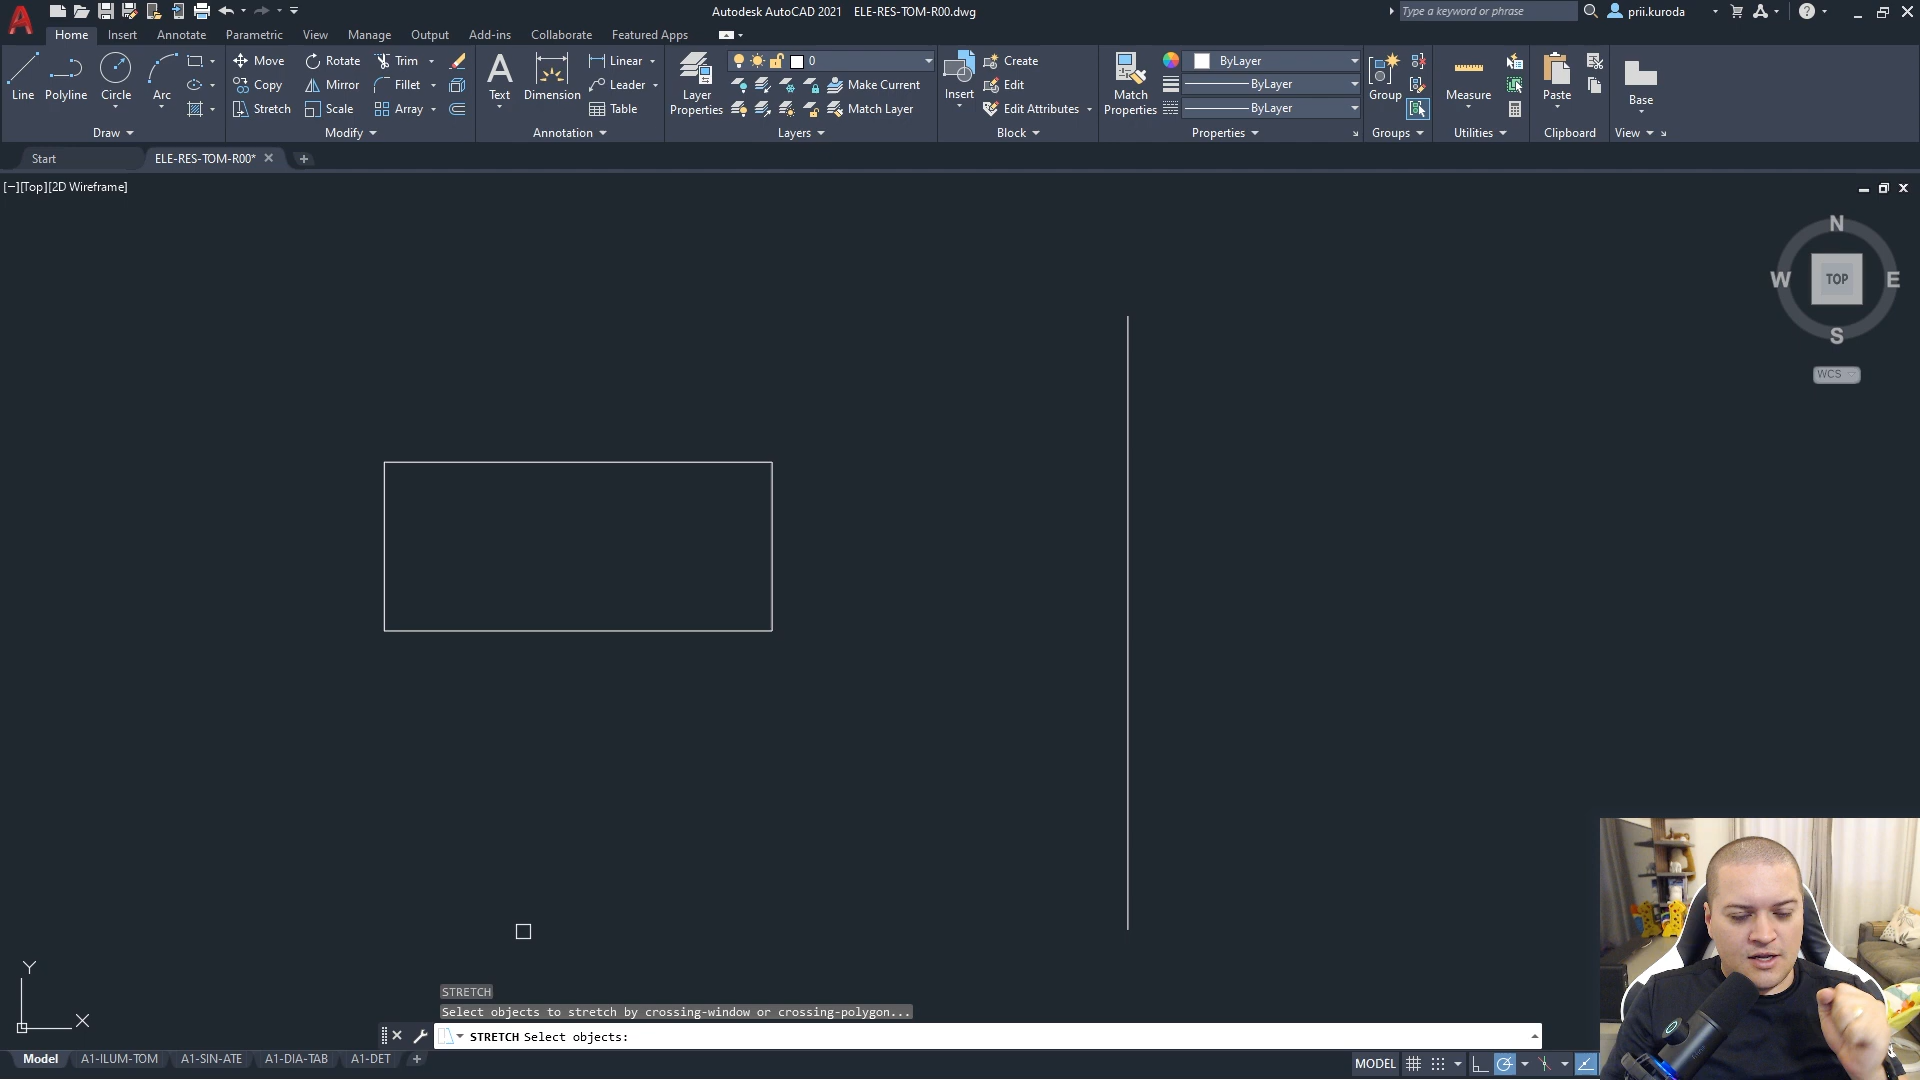 Autodesk AutoCAD 2021 ELE-RES-TOM-R00.dwg
Type a keyword or phrase
prii.kuroda
Home Insert Annotate Parametric View Manage Output Add-ins Collaborate Featured Apps
Line Polyline Circle Arc
Move Rotate Trim
Copy Mirror Fillet
Stretch Scale Array
Text Dimension
Linear
Leader
Table
Layer Properties
0
Make Current
Match Layer
Insert
Create
Edit
Edit Attributes
Match Properties
ByLayer
ByLayer
ByLayer
Group
Measure
Paste
Base
Draw Modify Annotation Layers Block Properties Groups Utilities Clipboard View
Start ELE-RES-TOM-R00*
[−][Top][2D Wireframe]
N
W TOP E
S
WCS
Y
X
STRETCH
Select objects to stretch by crossing-window or crossing-polygon...
STRETCH Select objects:
Model A1-ILUM-TOM A1-SIN-ATE A1-DIA-TAB A1-DET
MODEL